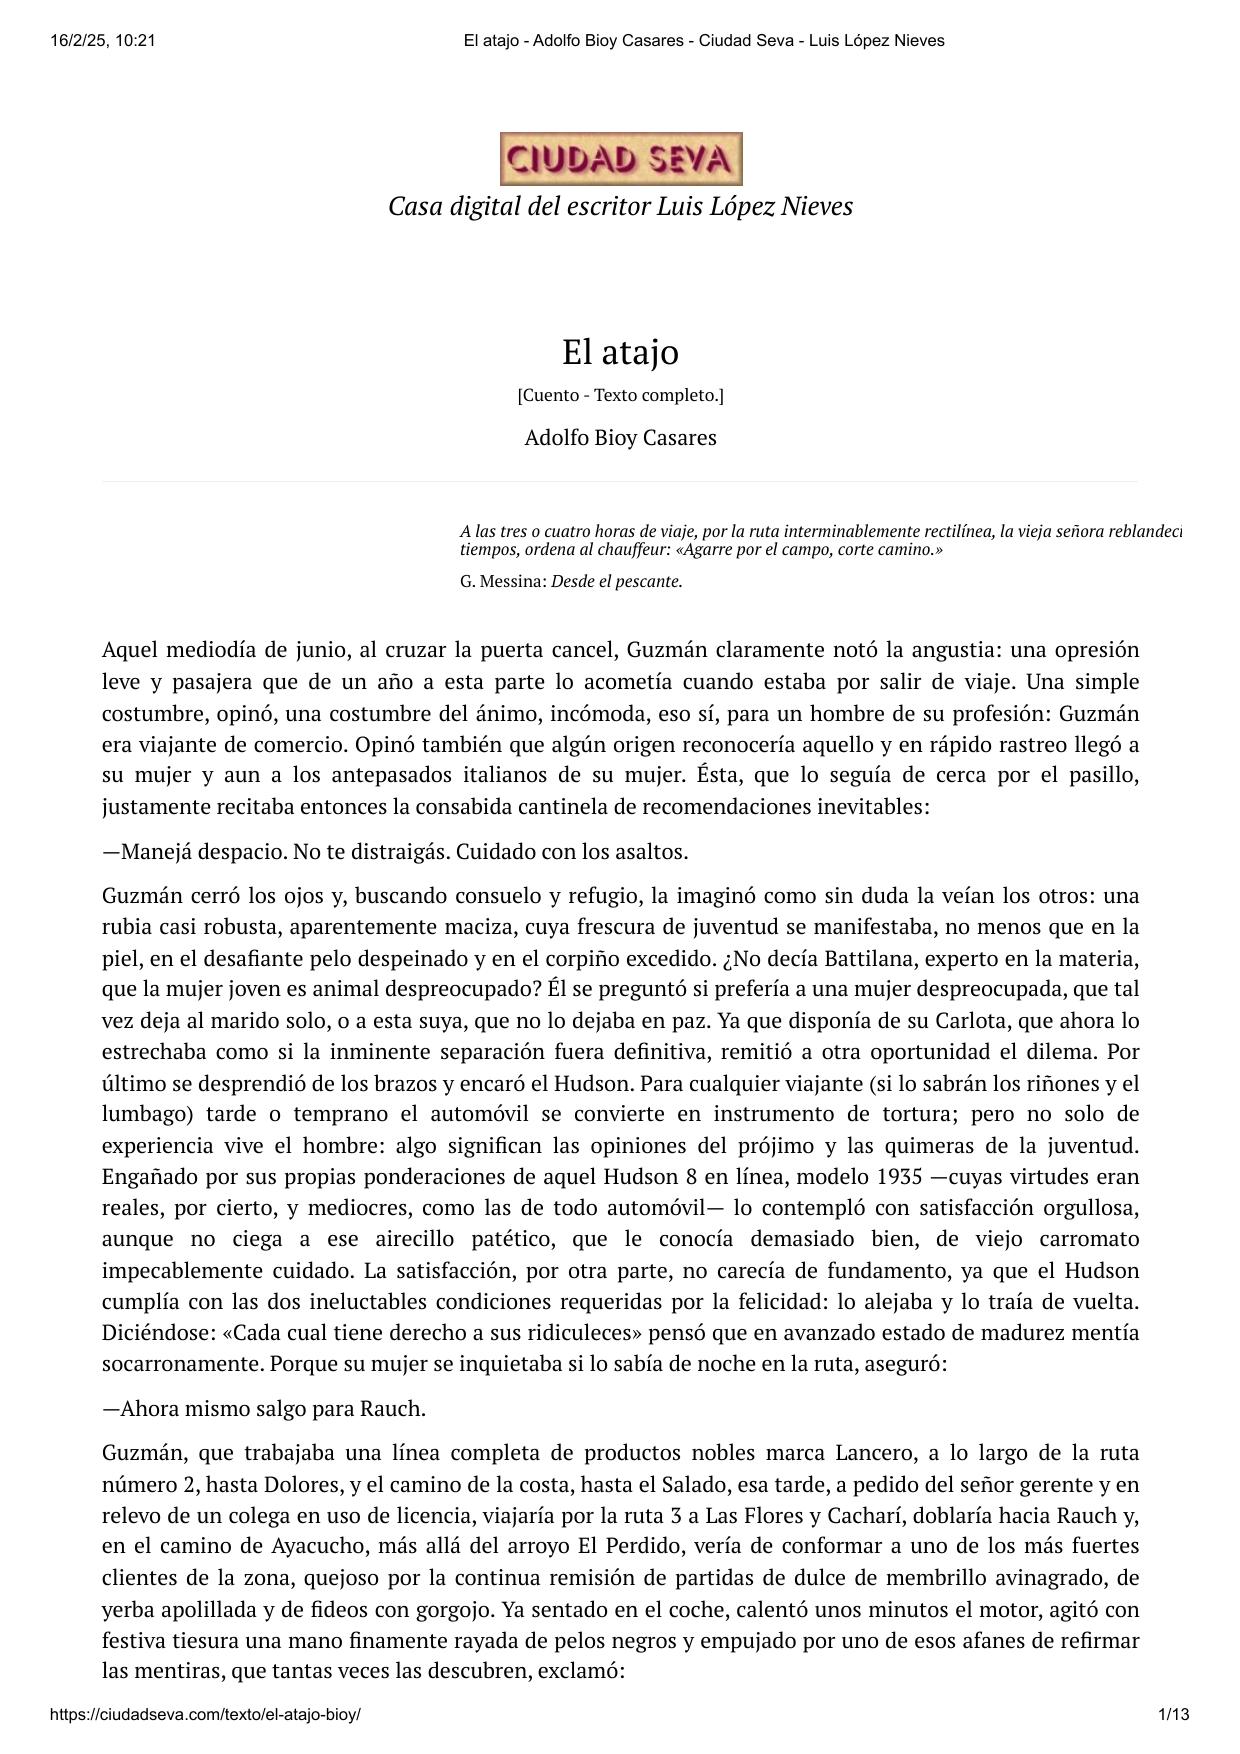 16/2/25, 10:21
El atajo - Adolfo Bioy Casares - Ciudad Seva - Luis López Nieves
CIUDAD SEVA
Casa digital del escritor Luis López Nieves
El atajo
[Cuento - Texto completo.]
Adolfo Bioy Casares
A las tres o cuatro horas de viaje, por la ruta interminablemente rectilínea, la vieja señora
tiempos, ordena al chauffeur: «Agarre por el campo, corte camino.»
G. Messina: Desde el pescante.
Aquel mediodía de junio, al cruzar la puerta cancel, Guzmán claramente notó la angustia: una opresión
leve y pasajera que de un año a esta parte lo acometía cuando estaba por salir de viaje. Una simple
costumbre, opinó, una costumbre del ánimo, incómoda, eso sí, para un hombre de su profesión: Guzmán
era viajante de comercio. Opinó también que algún origen reconocería aquello y en rápido rastreo llegó a
su mujer y aun a los antepasados italianos de su mujer. Ésta, que lo seguía de cerca por el pasillo,
justamente recitaba entonces la consabida cantinela de recomendaciones inevitables:
—Manejá despacio. No te distraigás. Cuidado con los asaltos.
Guzmán cerró los ojos y, buscando consuelo y refugio, la imaginó como sin duda la veían los otros: una
rubia casi robusta, aparentemente maciza, cuya frescura de juventud se manifestaba, no menos que en la
piel, en el desafiante pelo despeinado y en el corpiño excedido. ¿No decía Battilana, experto en la materia,
que la mujer joven es animal despreocupado? Él se preguntó si prefería a una mujer despreocupada, que tal
vez deja al marido solo, o a esta suya, que no lo dejaba en paz. Ya que disponía de su Carlota, que ahora lo
estrechaba como si la inminente separación fuera definitiva, remitió a otra oportunidad el dilema. Por
último se desprendió de los brazos y encaró el Hudson. Para cualquier viajante (si lo sabrán los riñones y el
lumbago) tarde o temprano el automóvil se convierte en instrumento de tortura; pero no solo de
experiencia vive el hombre: algo significan las opiniones del prójimo y las quimeras de la juventud.
Engañado por sus propias ponderaciones de aquel Hudson 8 en línea, modelo 1935 —cuyas virtudes eran
reales, por cierto, y mediocres, como las de todo automóvil— lo contempló con satisfacción orgullosa,
aunque no ciega a ese airecillo patético, que le conocía demasiado bien, de viejo carromato
impecablemente cuidado. La satisfacción, por otra parte, no carecía de fundamento, ya que el Hudson
cumplía con las dos ineluctables condiciones requeridas por la felicidad: lo alejaba y lo traía de vuelta.
Diciéndose: «Cada cual tiene derecho a sus ridiculeces» pensó que en avanzado estado de madurez mentía
socarronamente. Porque su mujer se inquietaba si lo sabía de noche en la ruta, aseguró:
—Ahora mismo salgo para Rauch.
Guzmán, que trabajaba una línea completa de productos nobles marca Lancero, a lo largo de la ruta
número 2, hasta Dolores, y el camino de la costa, hasta el Salado, esa tarde, a pedido del señor gerente y en
relevo de un colega en uso de licencia, viajaría por la ruta 3 a Las Flores y Cacharí, doblaría hacia Rauch y,
en el camino de Ayacucho, más allá del arroyo El Perdido, vería de conformar a uno de los más fuertes
clientes de la zona, quejoso por la continua remisión de partidas de dulce de membrillo avinagrado, de
yerba apolillada y de fideos con gorgojo. Ya sentado en el coche, calentó unos minutos el motor, agitó con
festiva tiesura una mano finamente rayada de pelos negros y empujado por uno de esos afanes de refirmar
las mentiras, que tantas veces las descubren, exclamó:
https://ciudadseva.com/texto/el-atajo-bioy/
1/13